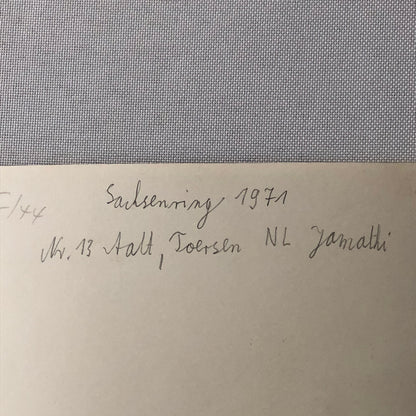 Sachsenring 1971
F/44
Nr. 13 Aalt, Toersen NL Jamathi